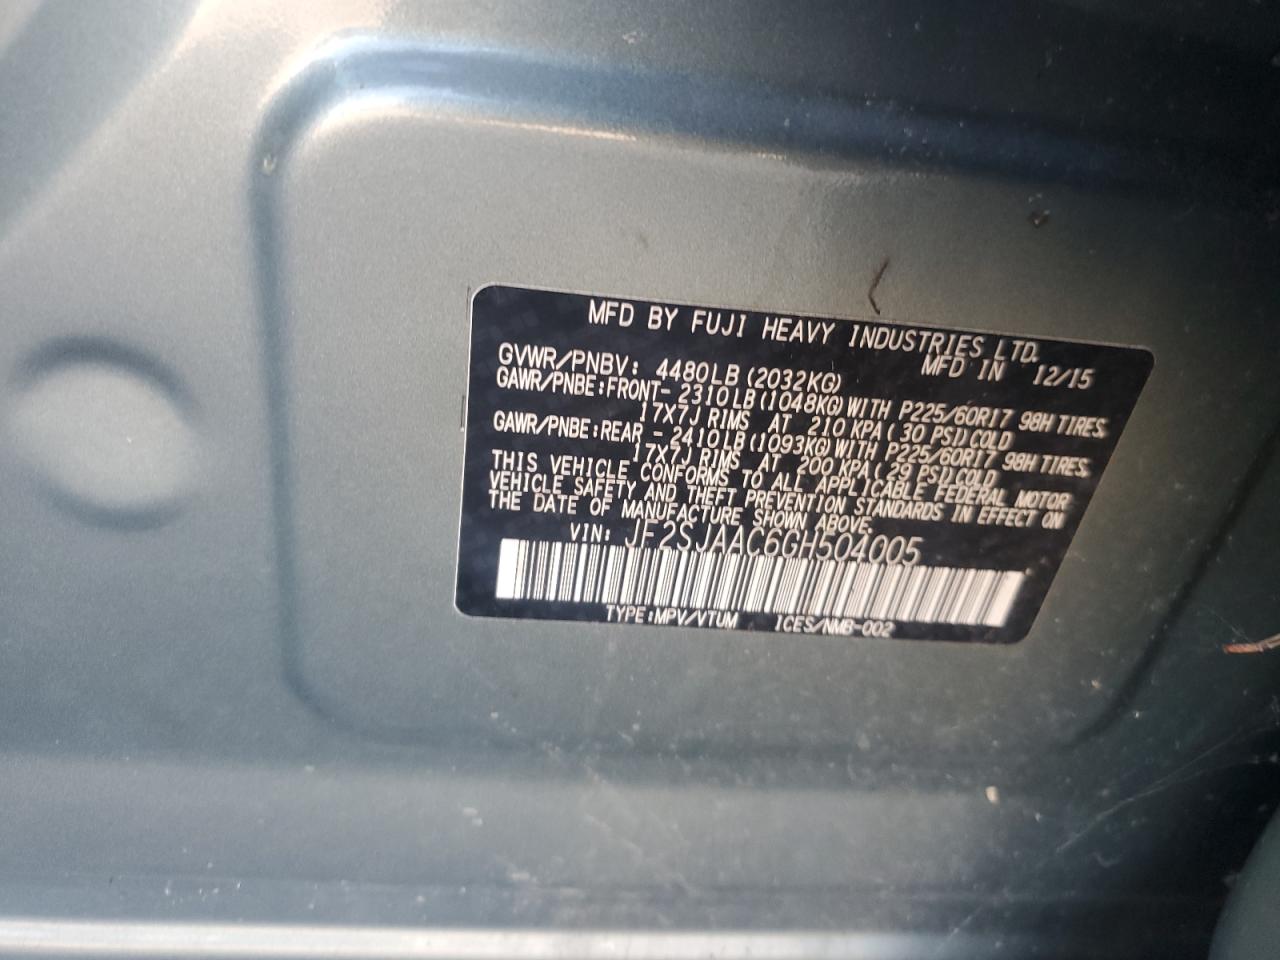 MFD BY FUJI HEAVY INDUSTRIES LTD.
MFD IN 12/15
GVWR/PNBV: 4480LB (2032KG)
GAWR/PNBE:FRONT- 2310LB (1048KG) WITH P225/60R17 98H TIRES
17X7J RIMS AT 210 KPA (30 PSI) COLD
GAWR/PNBE:REAR - 2410LB (1093KG) WITH P225/60R17 98H TIRES
17X7J RIMS AT 200 KPA (29 PSI) COLD
THIS VEHICLE CONFORMS TO ALL APPLICABLE FEDERAL MOTOR
VEHICLE SAFETY AND THEFT PREVENTION STANDARDS IN EFFECT ON
THE DATE OF MANUFACTURE SHOWN ABOVE.
VIN: JF2SJAAC6GH504005
TYPE:MPV/VTUM ICES/NMB-002